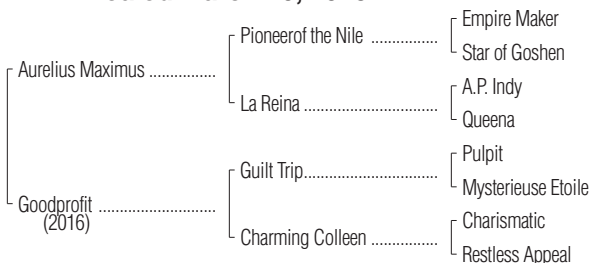 Empire Maker
Pioneerof the Nile ................
Star of Goshen
Aurelius Maximus ................
A.P. Indy
La Reina ................................
Queena
Pulpit
Guilt Trip................................
Mysterieuse Etoile
Goodprofit ............................
(2016)
Charismatic
Charming Colleen ................
Restless Appeal